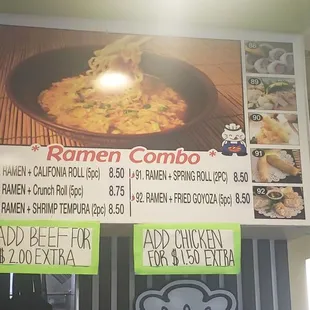 88
89
90
91
92
* Ramen Combo *
RAMEN + CALIFONIA ROLL (5pc) 8.50
RAMEN + Crunch Roll (5pc) 8.75
RAMEN + SHRIMP TEMPURA (2pc) 8.50
91. RAMEN + SPRING ROLL (2PC) 8.50
92. RAMEN + FRIED GOYOZA (5pc) 8.50
ADD BEEF FOR
$2.00 EXTRA
ADD CHICKEN
FOR $1.50 EXTRA